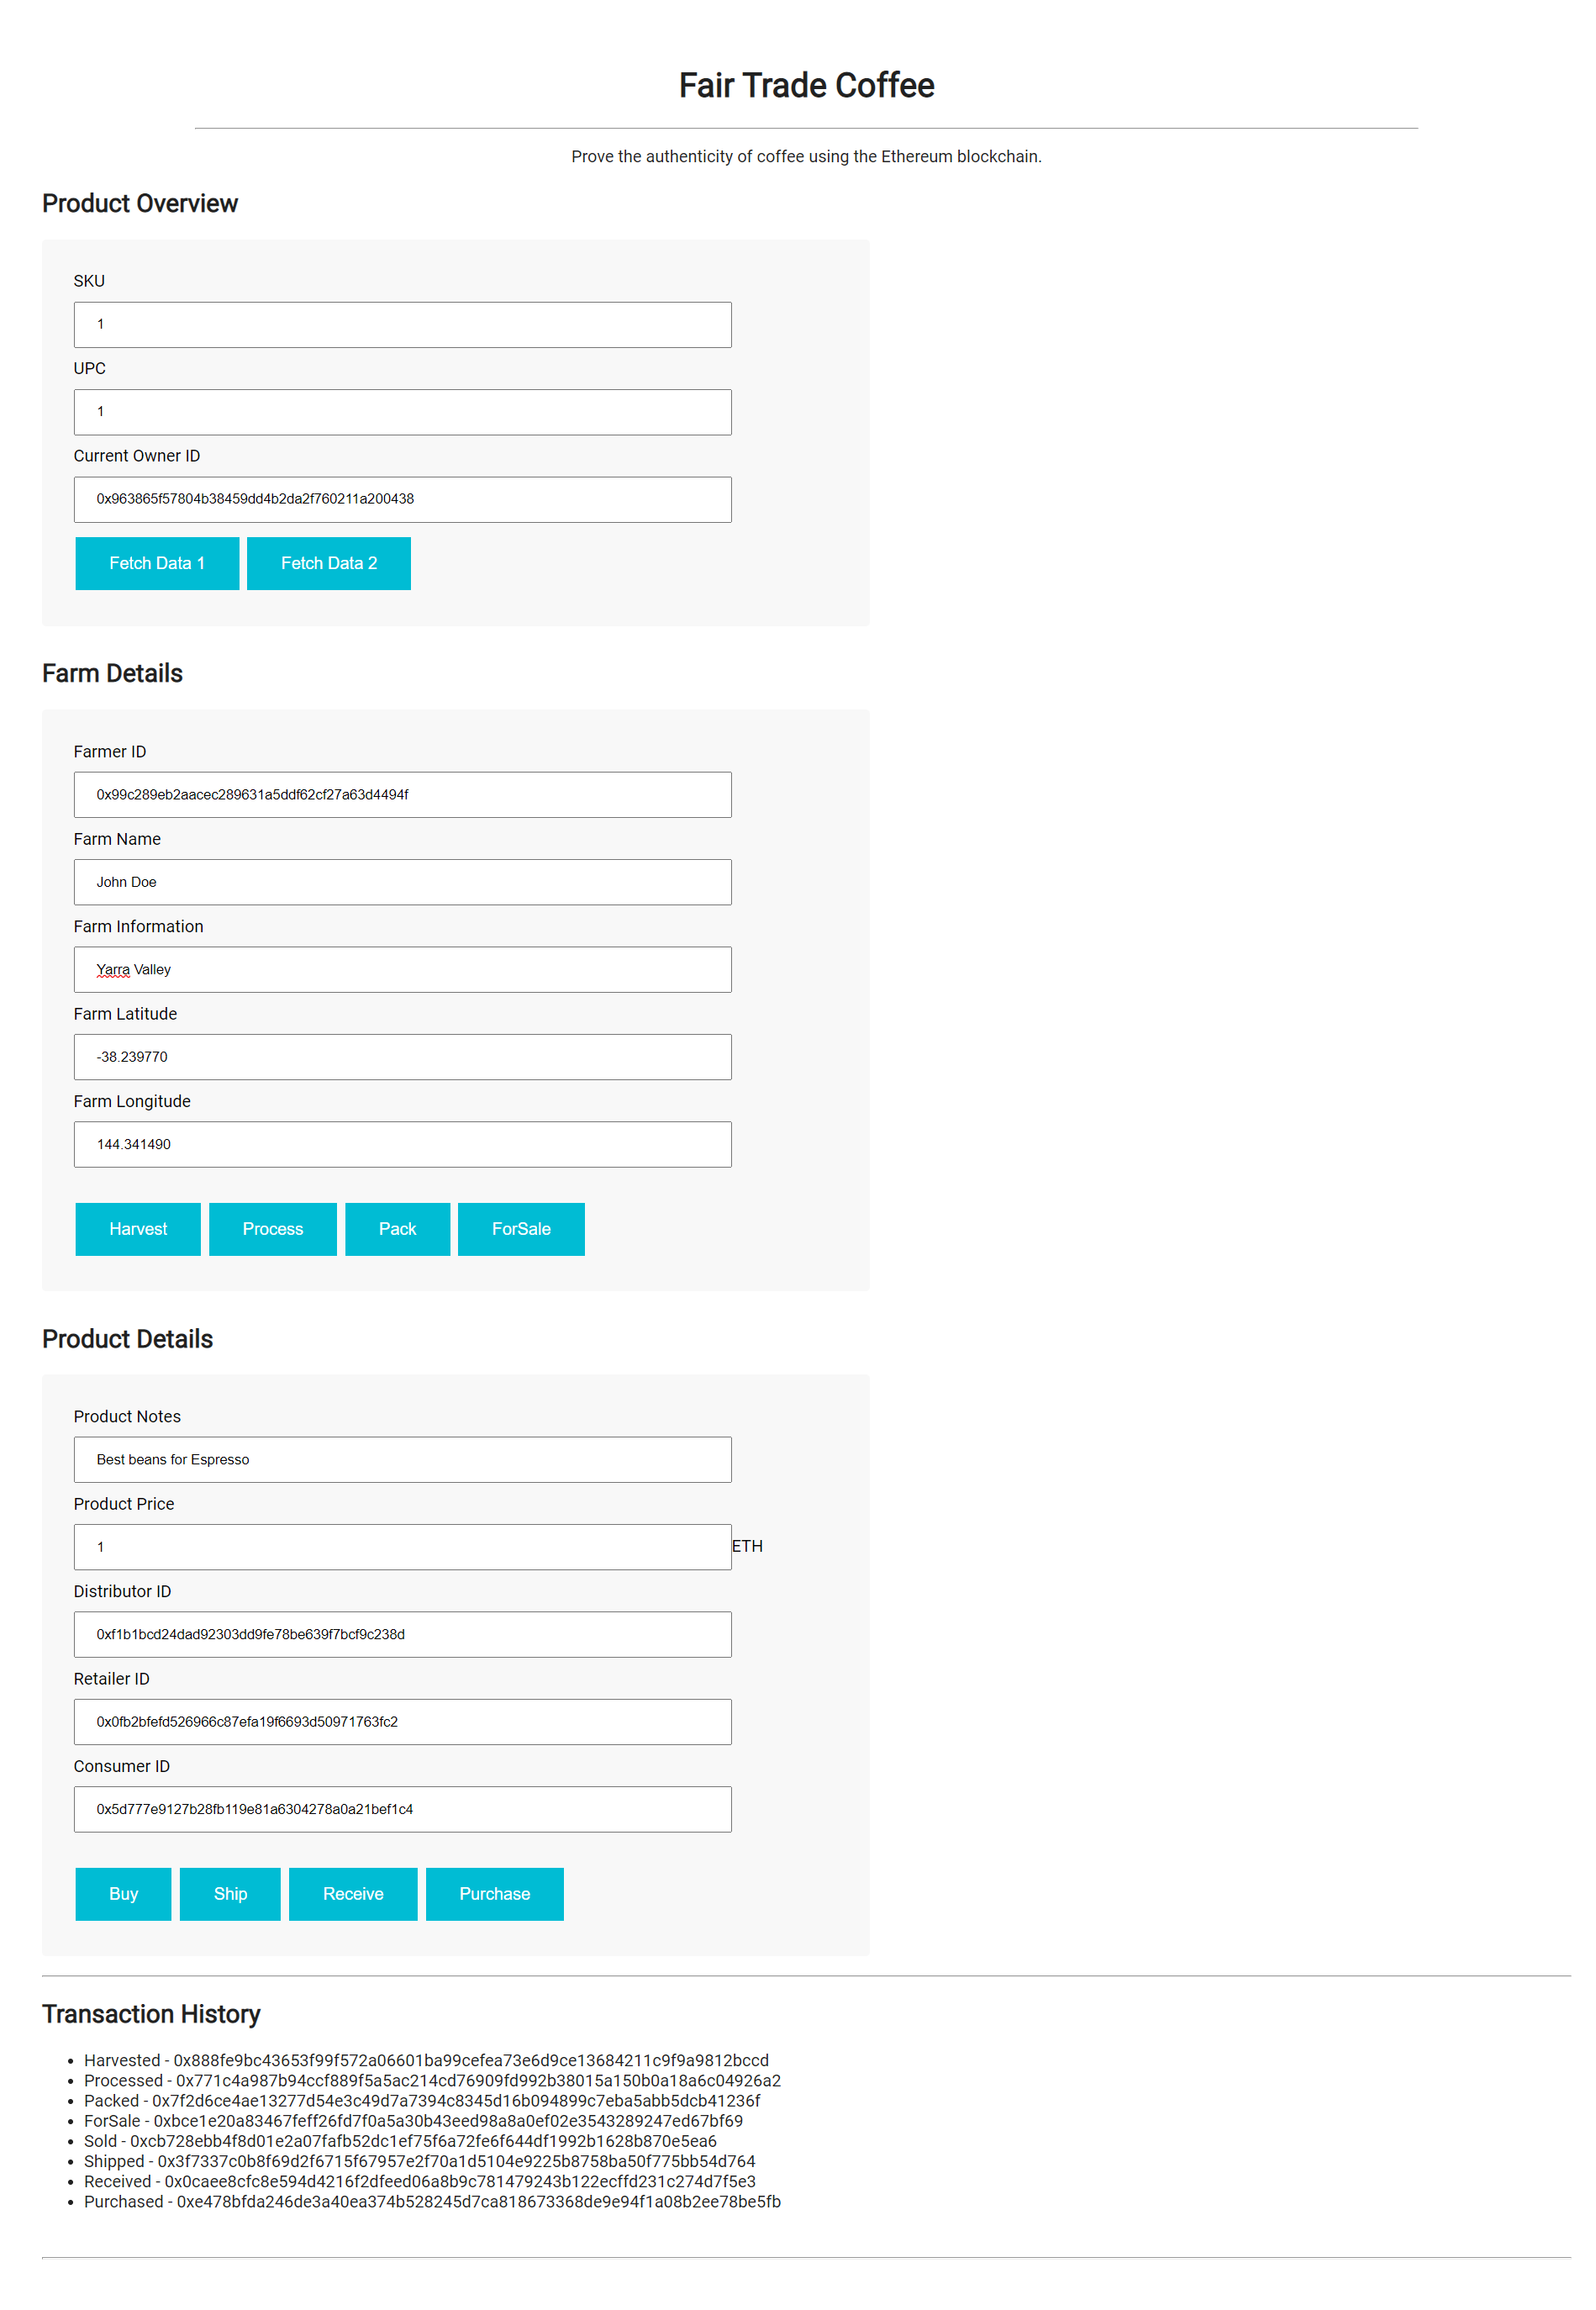 Fair Trade Coffee
Prove the authenticity of coffee using the Ethereum blockchain.
Product Overview
SKU
1
UPC
1
Current Owner ID
0x963865f57804b38459dd4b2da2f760211a200438
Fetch Data 1 Fetch Data 2
Farm Details
Farmer ID
0x99c289eb2aacec289631a5ddf62cf27a63d4494f
Farm Name
John Doe
Farm Information
Yarra Valley
Farm Latitude
-38.239770
Farm Longitude
144.341490
Harvest Process Pack ForSale
Product Details
Product Notes
Best beans for Espresso
Product Price
1 ETH
Distributor ID
0xf1b1bcd24dad92303dd9fe78be639f7bcf9c238d
Retailer ID
0x0fb2bfefd526966c87efa19f6693d50971763fc2
Consumer ID
0x5d777e9127b28fb119e81a6304278a0a21bef1c4
Buy Ship Receive Purchase
Transaction History
Harvested - 0x888fe9bc43653f99f572a06601ba99cefea73e6d9ce13684211c9f9a9812bccd
Processed - 0x771c4a987b94ccf889f5a5ac214cd76909fd992b38015a150b0a18a6c04926a2
Packed - 0x7f2d6ce4ae13277d54e3c49d7a7394c8345d16b094899c7eba5abb5dcb41236f
ForSale - 0xbce1e20a83467feff26fd7f0a5a30b43eed98a8a0ef02e3543289247ed67bf69
Sold - 0xcb728ebb4f8d01e2a07fafb52dc1ef75f6a72fe6f644df1992b1628b870e5ea6
Shipped - 0x3f7337c0b8f69d2f6715f67957e2f70a1d5104e9225b8758ba50f775bb54d764
Received - 0x0caee8cfc8e594d4216f2dfeed06a8b9c781479243b122ecffd231c274d7f5e3
Purchased - 0xe478bfda246de3a40ea374b528245d7ca818673368de9e94f1a08b2ee78be5fb